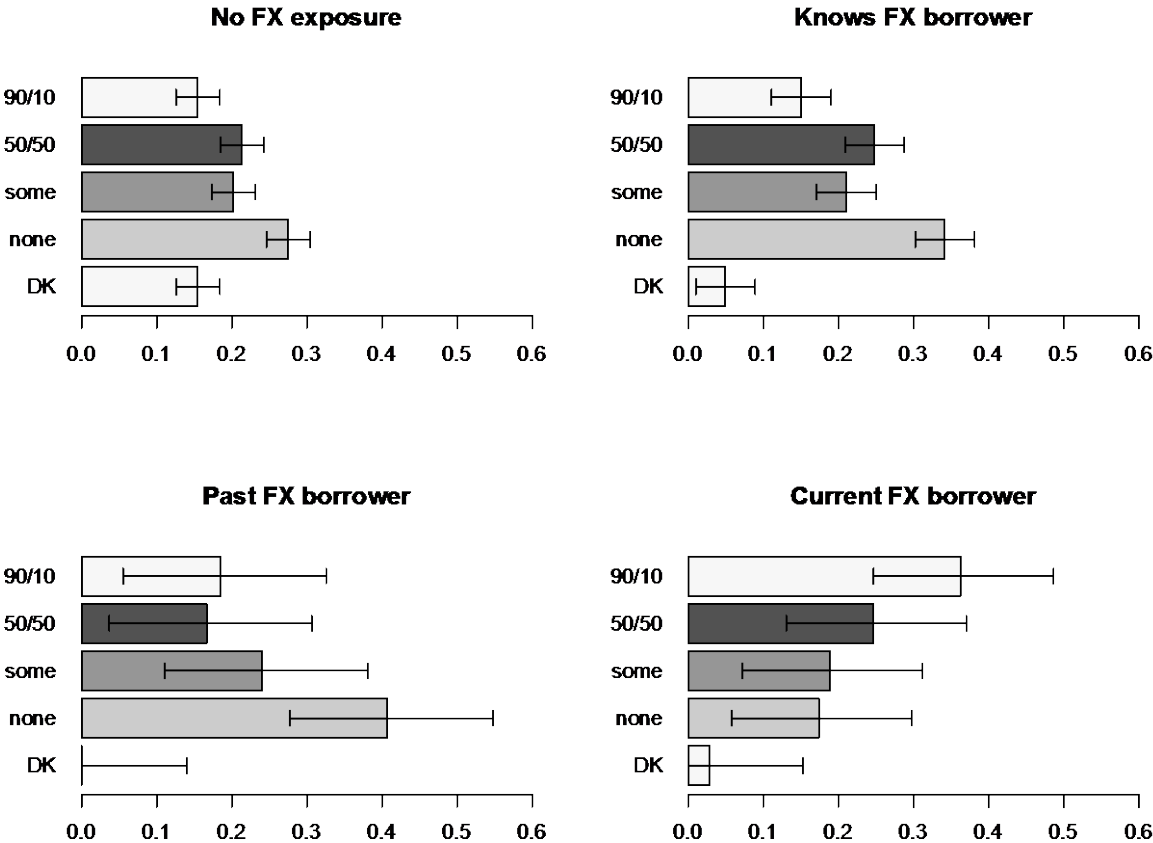 No FX exposure
90/10
50/50
some
none
DK
0.0 0.1 0.2 0.3 0.4 0.5 0.6
Knows FX borrower
90/10
50/50
some
none
DK
0.0 0.1 0.2 0.3 0.4 0.5 0.6
Past FX borrower
90/10
50/50
some
none
DK
0.0 0.1 0.2 0.3 0.4 0.5 0.6
Current FX borrower
90/10
50/50
some
none
DK
0.0 0.1 0.2 0.3 0.4 0.5 0.6